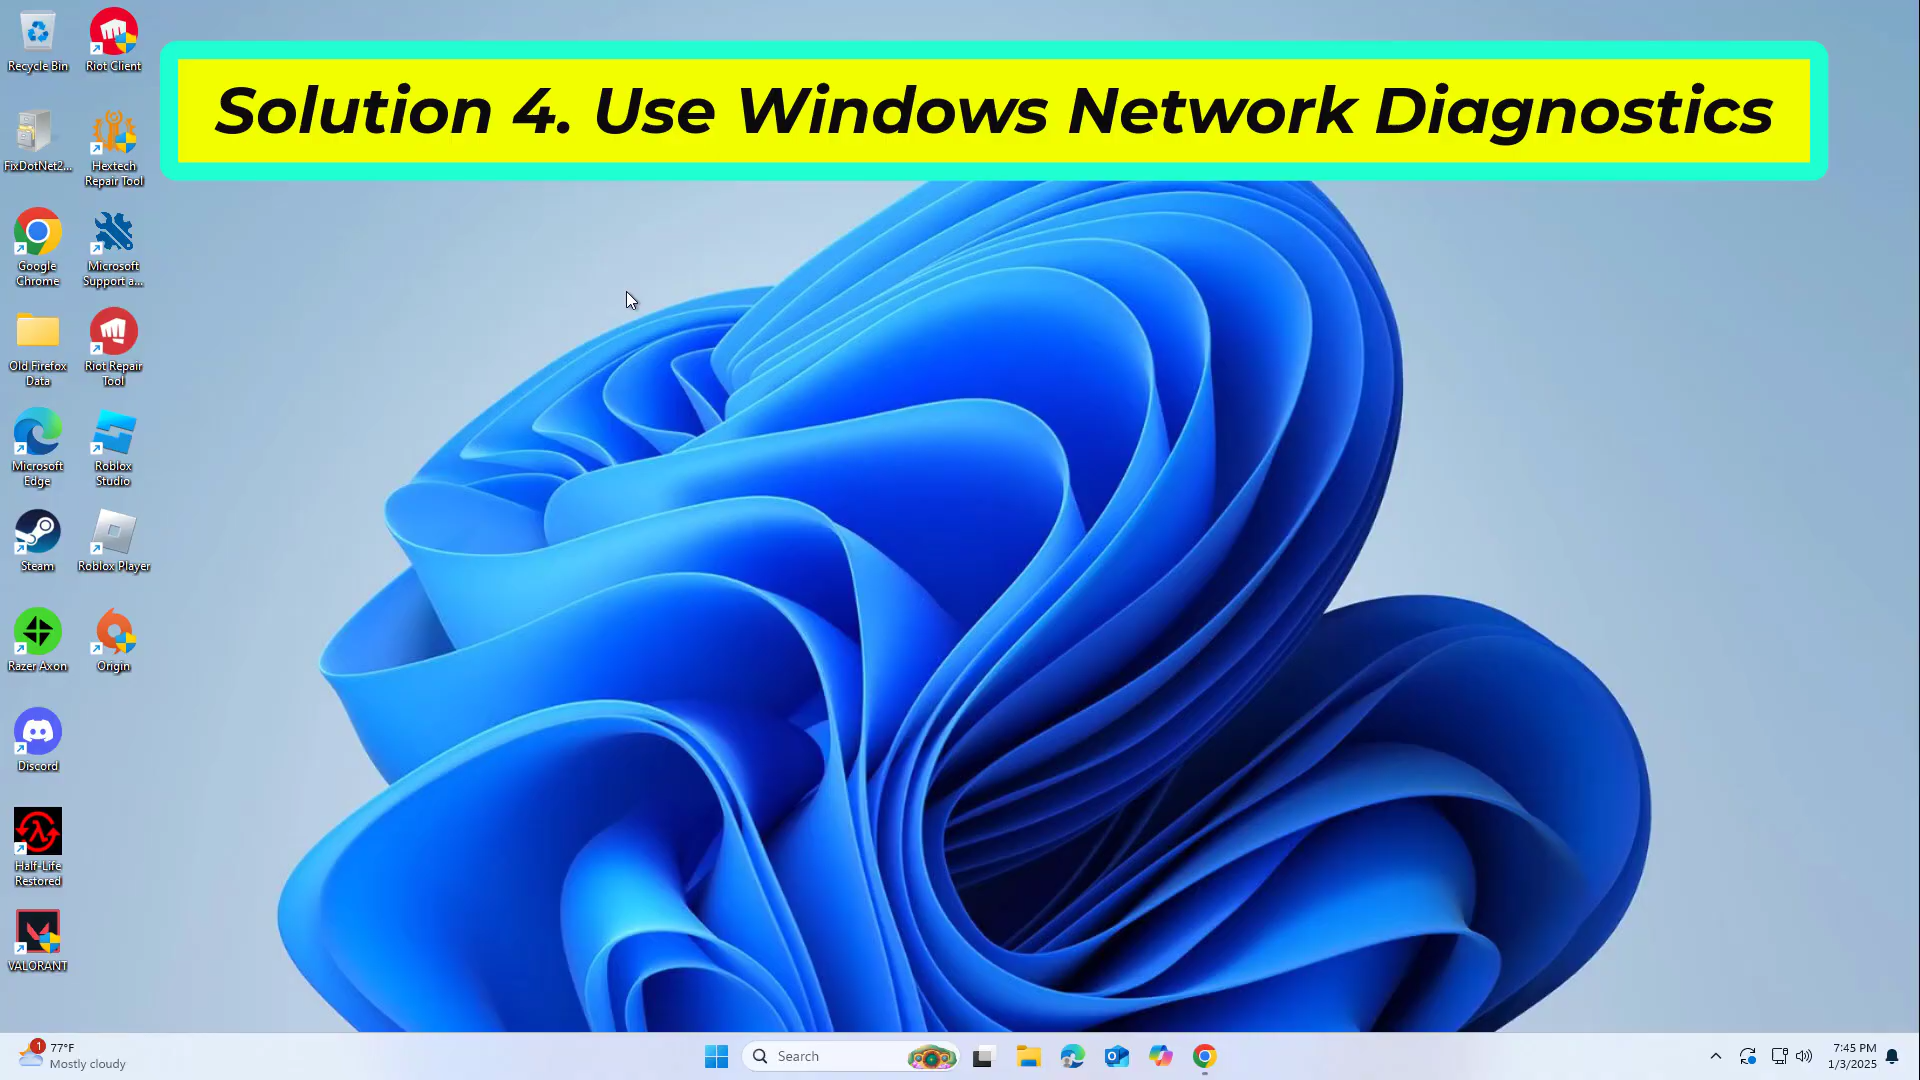 Solution 4. Use Windows Network Diagnostics
Recycle Bin
Riot Client
FixDotNet2...
Hextech
Repair Tool
Google
Chrome
Microsoft
Support a...
Old Firefox
Data
Riot Repair
Tool
Microsoft
Edge
Roblox
Studio
Steam
Roblox Player
Razer Axon
Origin
Discord
Half-Life
Restored
VALORANT
1
77°F
Mostly cloudy
Search
7:45 PM
1/3/2025